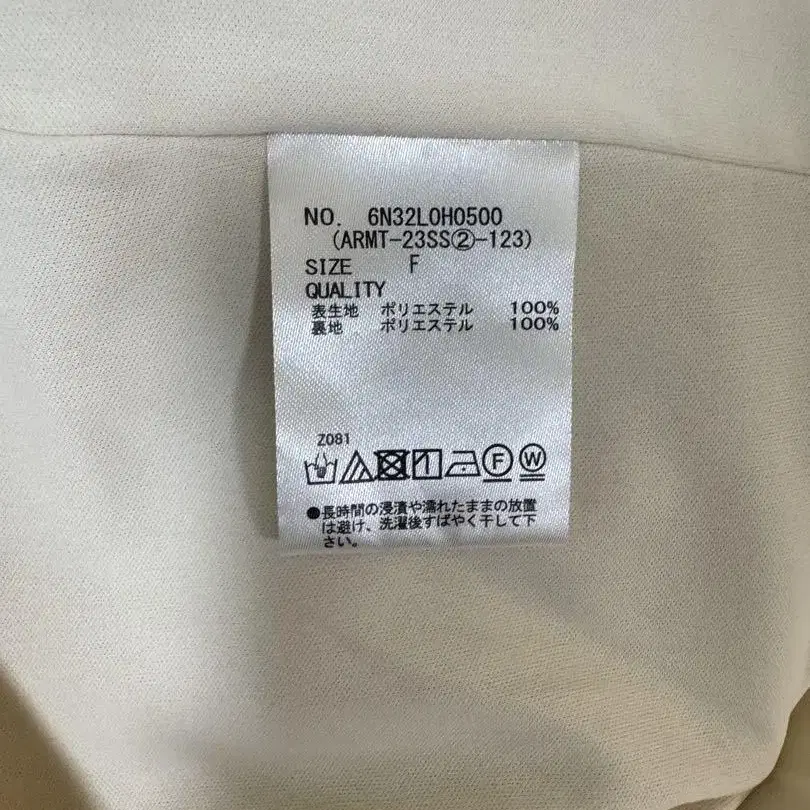 NO. 6N32L0H0500
(ARMT-23SS②-123)
SIZE F
QUALITY
表生地 ポリエステル 100%
裏地 ポリエステル 100%
Z081
F W
●長時間の浸漬や濡れたままの放置
は避け、洗濯後すばやく干して下
さい。